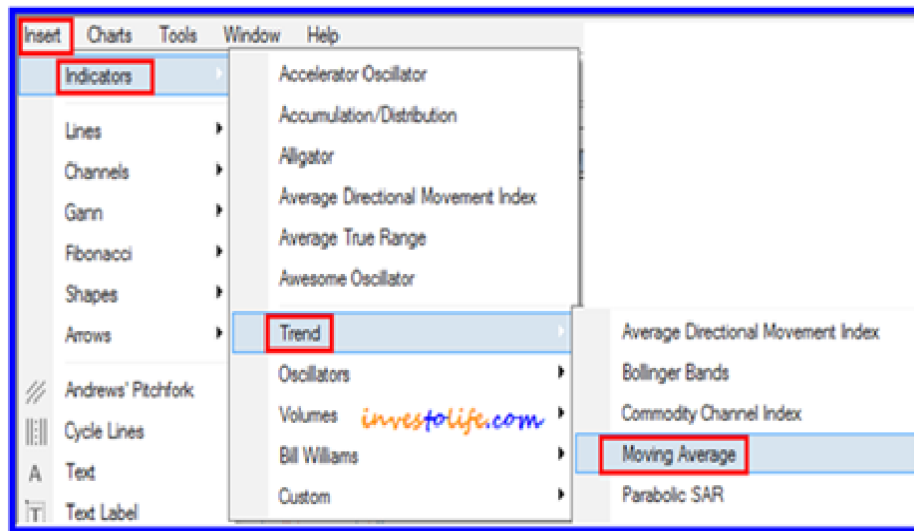 Insert Charts Tools Window Help
Indicators
Lines
Channels
Gann
Fibonacci
Shapes
Arrows
Andrews' Pitchfork
Cycle Lines
A Text
T Text Label
Accelerator Oscillator
Accumulation/Distribution
Alligator
Average Directional Movement Index
Average True Range
Awesome Oscillator
Trend
Oscillators
Volumes
Bill Williams
Custom
investolife.com
Average Directional Movement Index
Bollinger Bands
Commodity Channel Index
Moving Average
Parabolic SAR